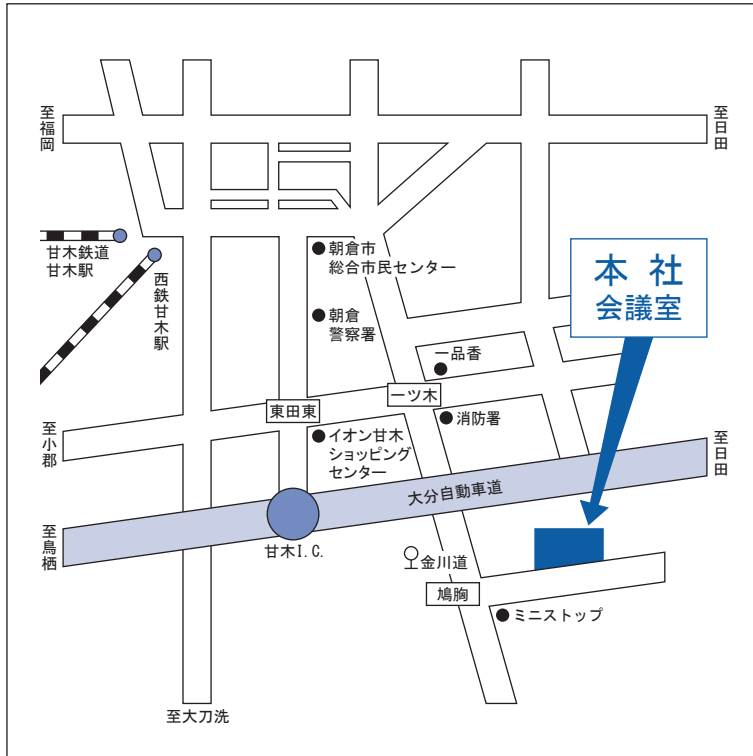 至福岡
至日田
甘木鉄道
甘木駅
西鉄甘木駅
朝倉市
総合市民センター
朝倉
警察署
本社
会議室
一品香
一ツ木
東田東
消防署
イオン甘木
ショッピング
センター
至小郡
至日田
大分自動車道
至鳥栖
甘木I.C.
金川道
鳩胸
ミニストップ
至大刀洗